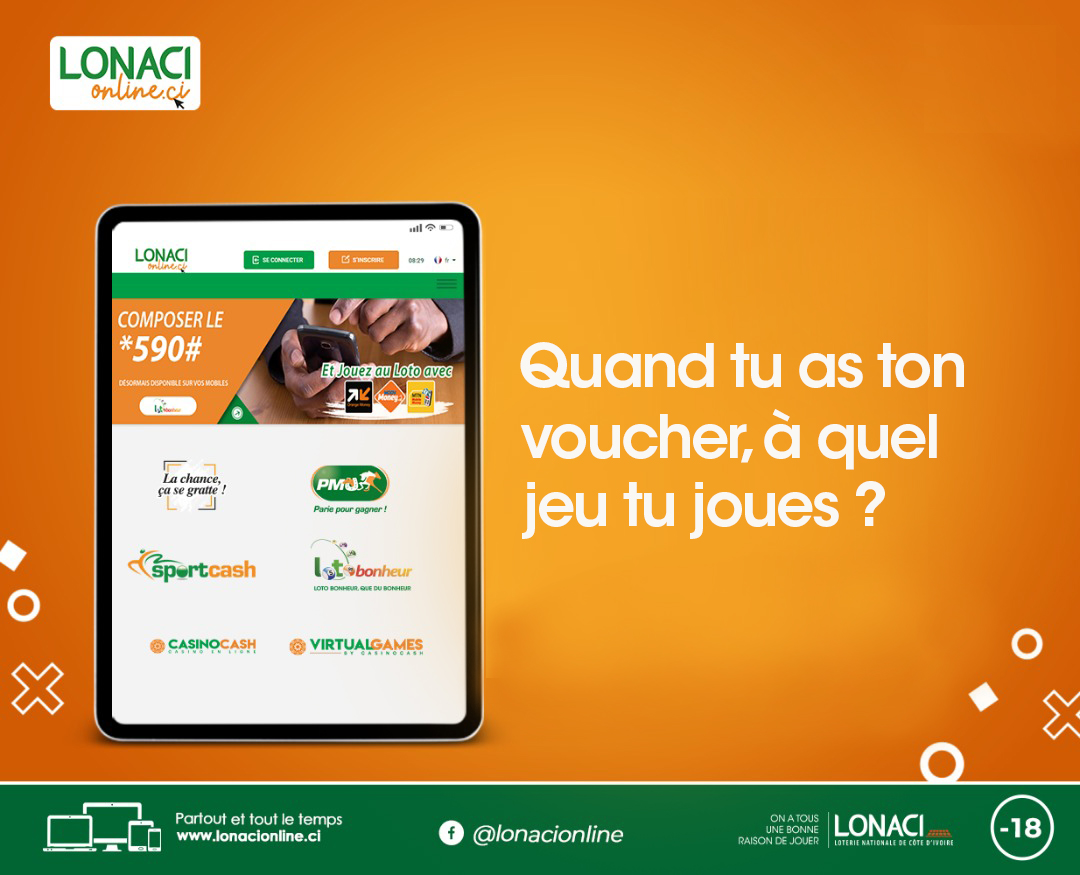 LONACI
online.ci
LONACI
online.ci
SE CONNECTER
S'INSCRIRE
08:29
fr
COMPOSER LE
*590#
DÉSORMAIS DISPONIBLE SUR VOS MOBILES
Et Jouez au Loto avec
Money
La chance,
ça se gratte !
PMU
Parie pour gagner !
sportcash
loto bonheur
LOTO BONHEUR, QUE DU BONHEUR
CASINOCASH
CASINO EN LIGNE
VIRTUALGAMES
BY CASINOCASH
Quand tu as ton
voucher, à quel
jeu tu joues ?
Partout et tout le temps
www.lonacionline.ci
@lonacionline
ON A TOUS
UNE BONNE
RAISON DE JOUER
LONACI
LOTERIE NATIONALE DE CÔTE D'IVOIRE
-18